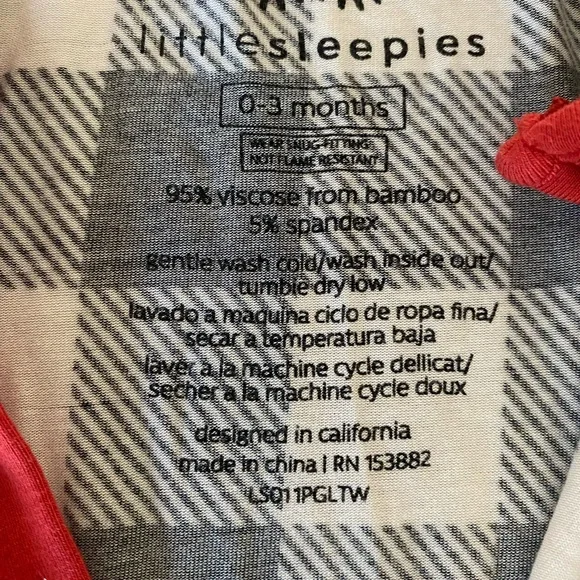 littlesleepies
0-3 months
WEAR SNUG-FITTING
NOT FLAME RESISTANT
95% viscose from bamboo
5% spandex
gentle wash cold/wash inside out/
tumble dry low
lavado a maquina ciclo de ropa fina/
secar a temperatura baja
laver a la machine cycle dellicat/
secher a la machine cycle doux
designed in california
made in china | RN 153882
LSQ11PGLTW